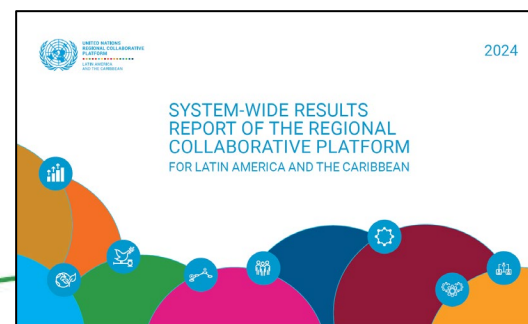 UNITED NATIONS
REGIONAL COLLABORATIVE
PLATFORM
LATIN AMERICA
AND THE CARIBBEAN
2024
SYSTEM-WIDE RESULTS
REPORT OF THE REGIONAL
COLLABORATIVE PLATFORM
FOR LATIN AMERICA AND THE CARIBBEAN